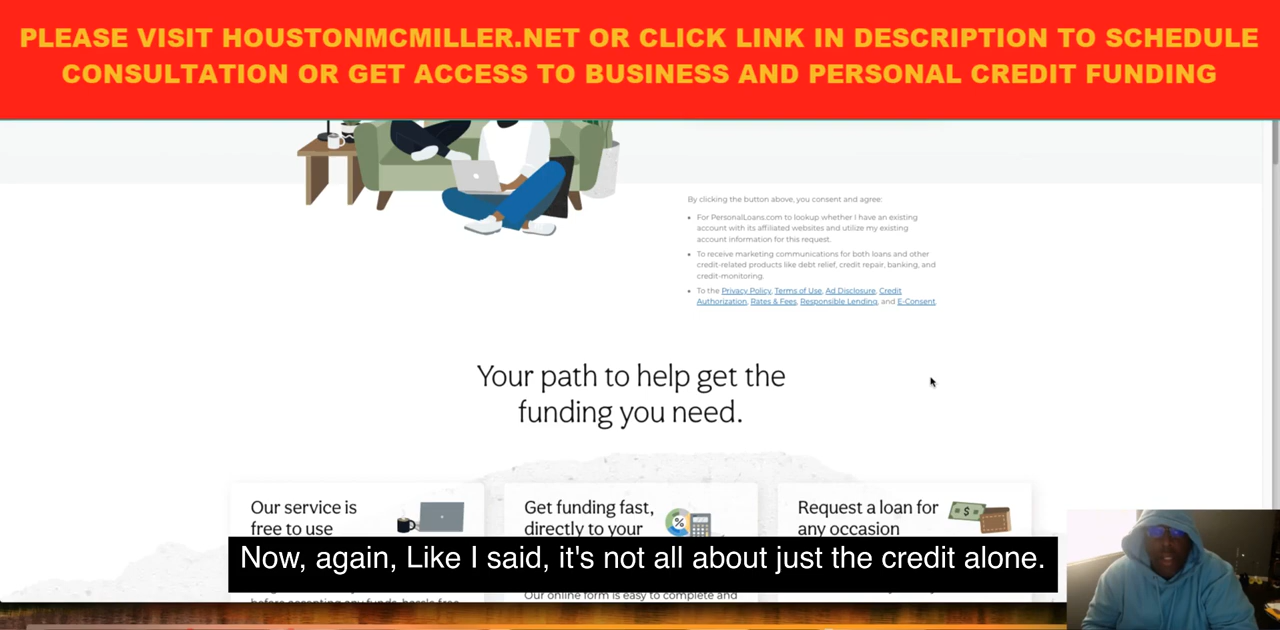 PLEASE VISIT HOUSTONMCMILLER.NET OR CLICK LINK IN DESCRIPTION TO SCHEDULE
CONSULTATION OR GET ACCESS TO BUSINESS AND PERSONAL CREDIT FUNDING
By clicking the button above, you consent and agree:
• For PersonalLoans.com to lookup whether I have an existing
account with its affiliated websites and utilize my existing
account information for this request.
• To receive marketing communications for both loans and other
credit-related products like debt relief, credit repair, banking, and
credit-monitoring.
• To the Privacy Policy, Terms of Use, Ad Disclosure, Credit
Authorization, Rates & Fees, Responsible Lending, and E-Consent.
Your path to help get the
funding you need.
Our service is
free to use
Get funding fast,
directly to your
Request a loan for
any occasion
Now, again, Like I said, it's not all about just the credit alone.
Our online form is easy to complete and